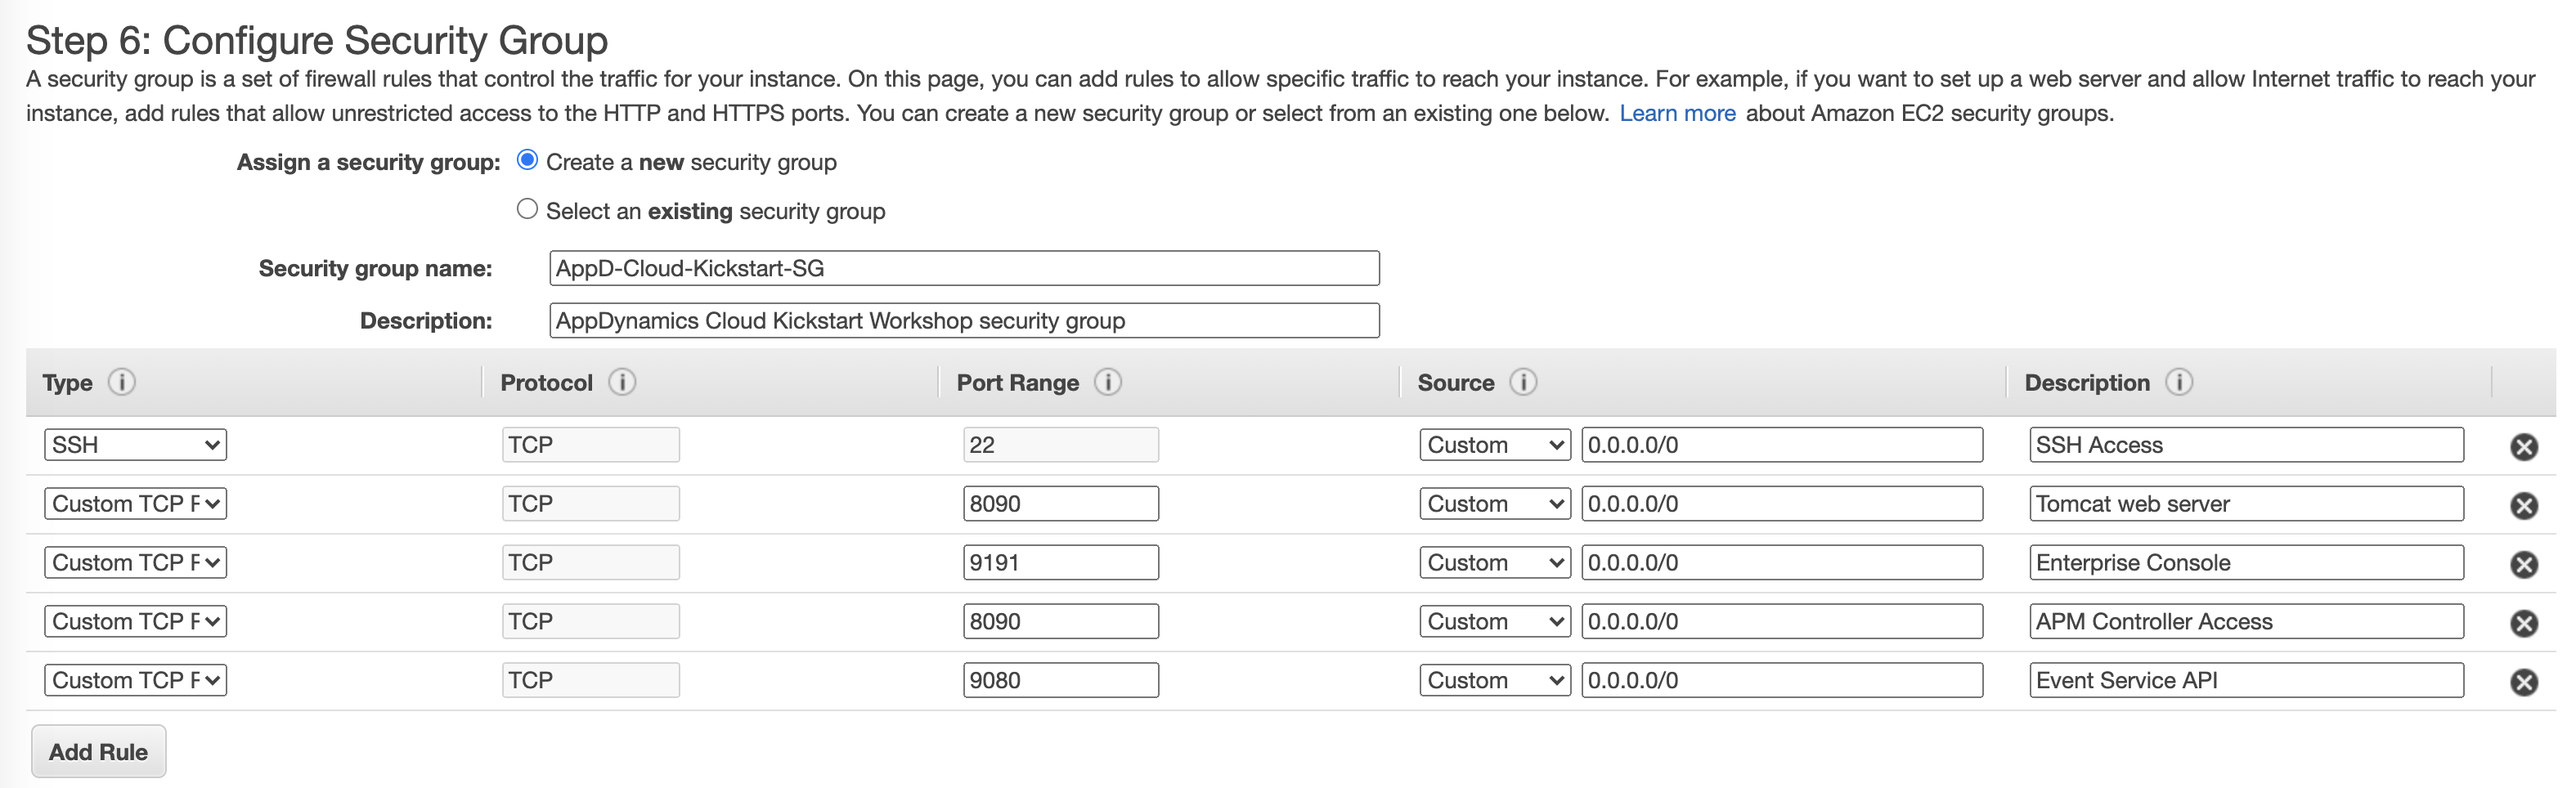 Step 6: Configure Security Group
A security group is a set of firewall rules that control the traffic for your instance. On this page, you can add rules to allow specific traffic to reach your instance. For example, if you want to set up a web server and allow Internet traffic to reach your
instance, add rules that allow unrestricted access to the HTTP and HTTPS ports. You can create a new security group or select from an existing one below. Learn more about Amazon EC2 security groups.
Assign a security group: Create a new security group
Select an existing security group
Security group name: AppD-Cloud-Kickstart-SG
Description: AppDynamics Cloud Kickstart Workshop security group
Type Protocol Port Range Source Description
SSH TCP 22 Custom 0.0.0.0/0 SSH Access
Custom TCP F TCP 8090 Custom 0.0.0.0/0 Tomcat web server
Custom TCP F TCP 9191 Custom 0.0.0.0/0 Enterprise Console
Custom TCP F TCP 8090 Custom 0.0.0.0/0 APM Controller Access
Custom TCP F TCP 9080 Custom 0.0.0.0/0 Event Service API
Add Rule